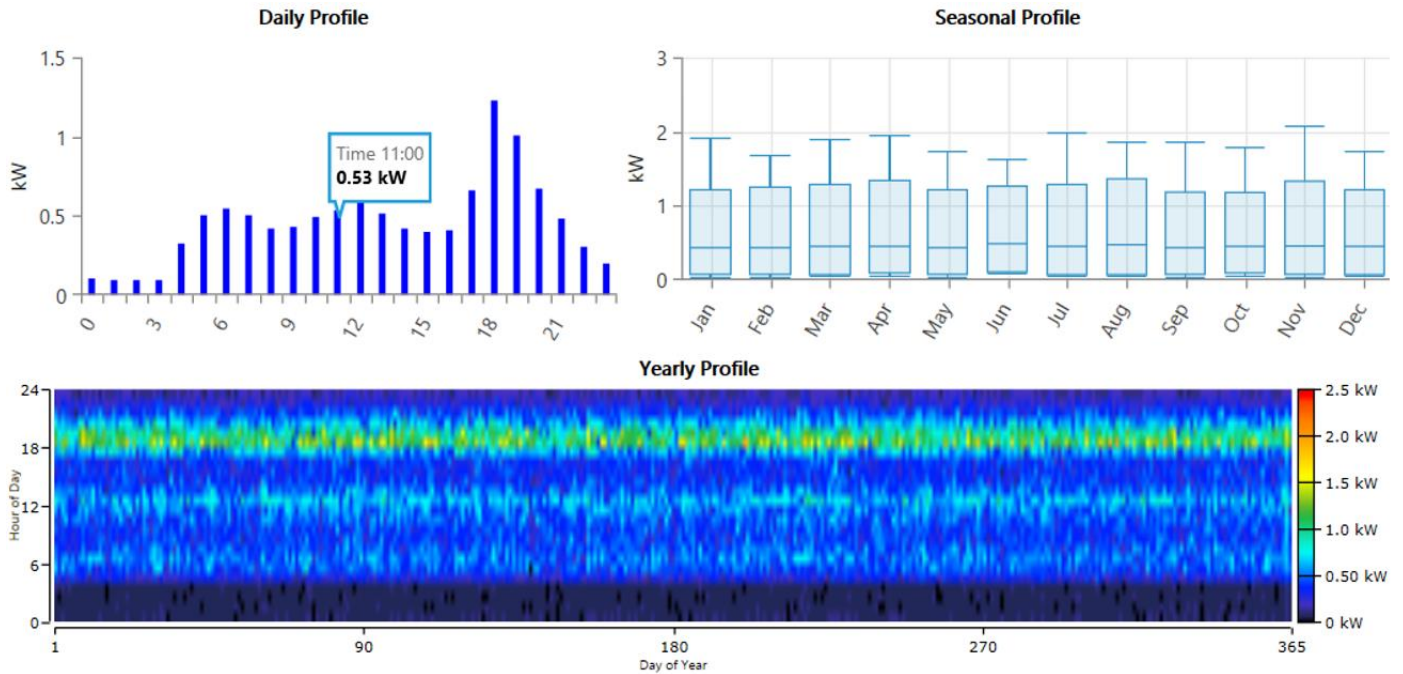 Daily Profile
Seasonal Profile
kW
1.5
1
0.5
0
0
3
6
9
12
15
18
21
Time 11:00
0.53 kW
kW
3
2
1
0
Jan
Feb
Mar
Apr
May
Jun
Jul
Aug
Sep
Oct
Nov
Dec
Yearly Profile
Hour of Day
24
18
12
6
0
1
90
180
270
365
Day of Year
2.5 kW
2.0 kW
1.5 kW
1.0 kW
0.50 kW
0 kW